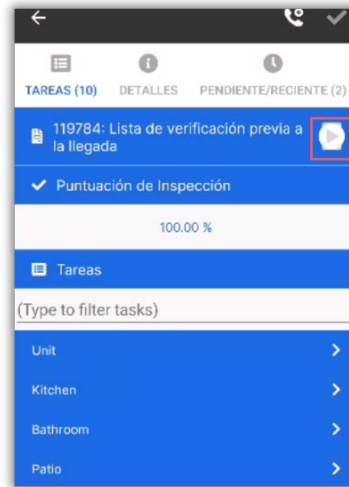 TAREAS (10) DETALLES PENDIENTE/RECIENTE (2)
119784: Lista de verificación previa a
la llegada
Puntuación de Inspección
100.00 %
Tareas
(Type to filter tasks)
Unit
Kitchen
Bathroom
Patio